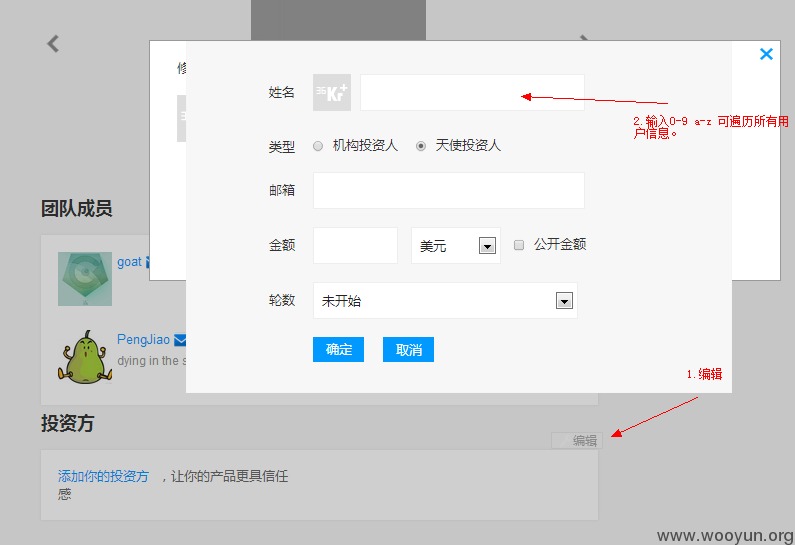 修
姓名
36Kr+
2.输入0-9 a-z 可遍历所有用
户信息。
类型 机构投资人 天使投资人
邮箱
团队成员
金额 美元 公开金额
goat
轮数 未开始
PengJiao
dying in the s
确定 取消
1.编辑
投资方
编辑
添加你的投资方 ，让你的产品更具信任
感
www.wooyun.org